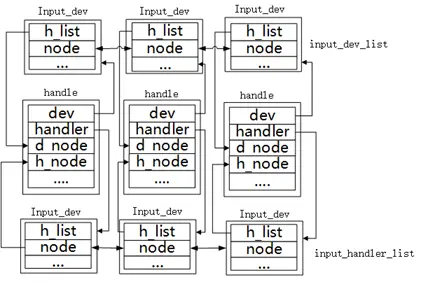 Input_dev
Input_dev
Input_dev
h_list
node
...
h_list
node
...
h_list
node
...
input_dev_list
handle
handle
handle
dev
handler
d_node
h_node
....
dev
handler
d_node
h_node
....
dev
handler
d_node
h_node
....
Input_dev
Input_dev
Input_dev
h_list
node
...
h_list
node
...
h_list
node
...
input_handler_list